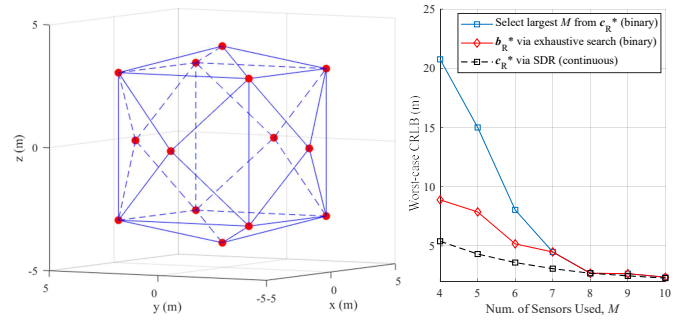 5
0
-5
z (m)
5
0
-5
-5
0
5
y (m)
x (m)
25
20
15
10
5
Worst-case CRLB (m)
Select largest M from c_R* (binary)
b_R* via exhaustive search (binary)
c_R* via SDR (continuous)
4
5
6
7
8
9
10
Num. of Sensors Used, M